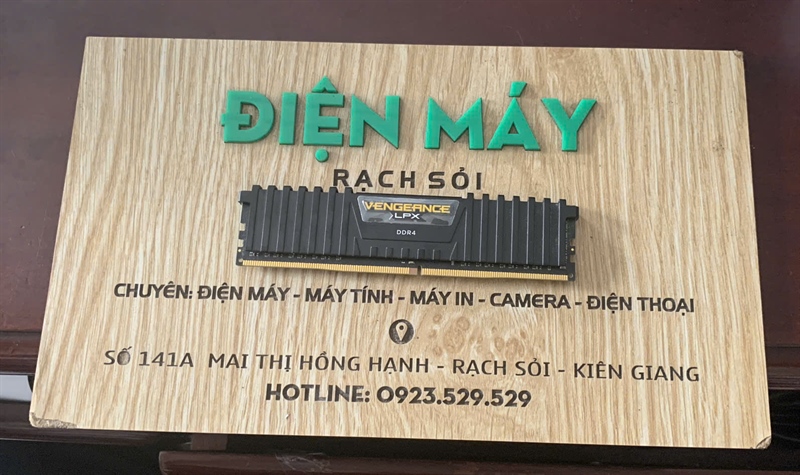 ĐIỆN MÁY
RẠCH SỎI
VENGEANCE
LPX
DDR4
CHUYÊN: ĐIỆN MÁY - MÁY TÍNH - MÁY IN - CAMERA - ĐIỆN THOẠI
SỐ 141A MAI THỊ HỒNG HẠNH - RẠCH SỎI - KIÊN GIANG
HOTLINE: 0923.529.529